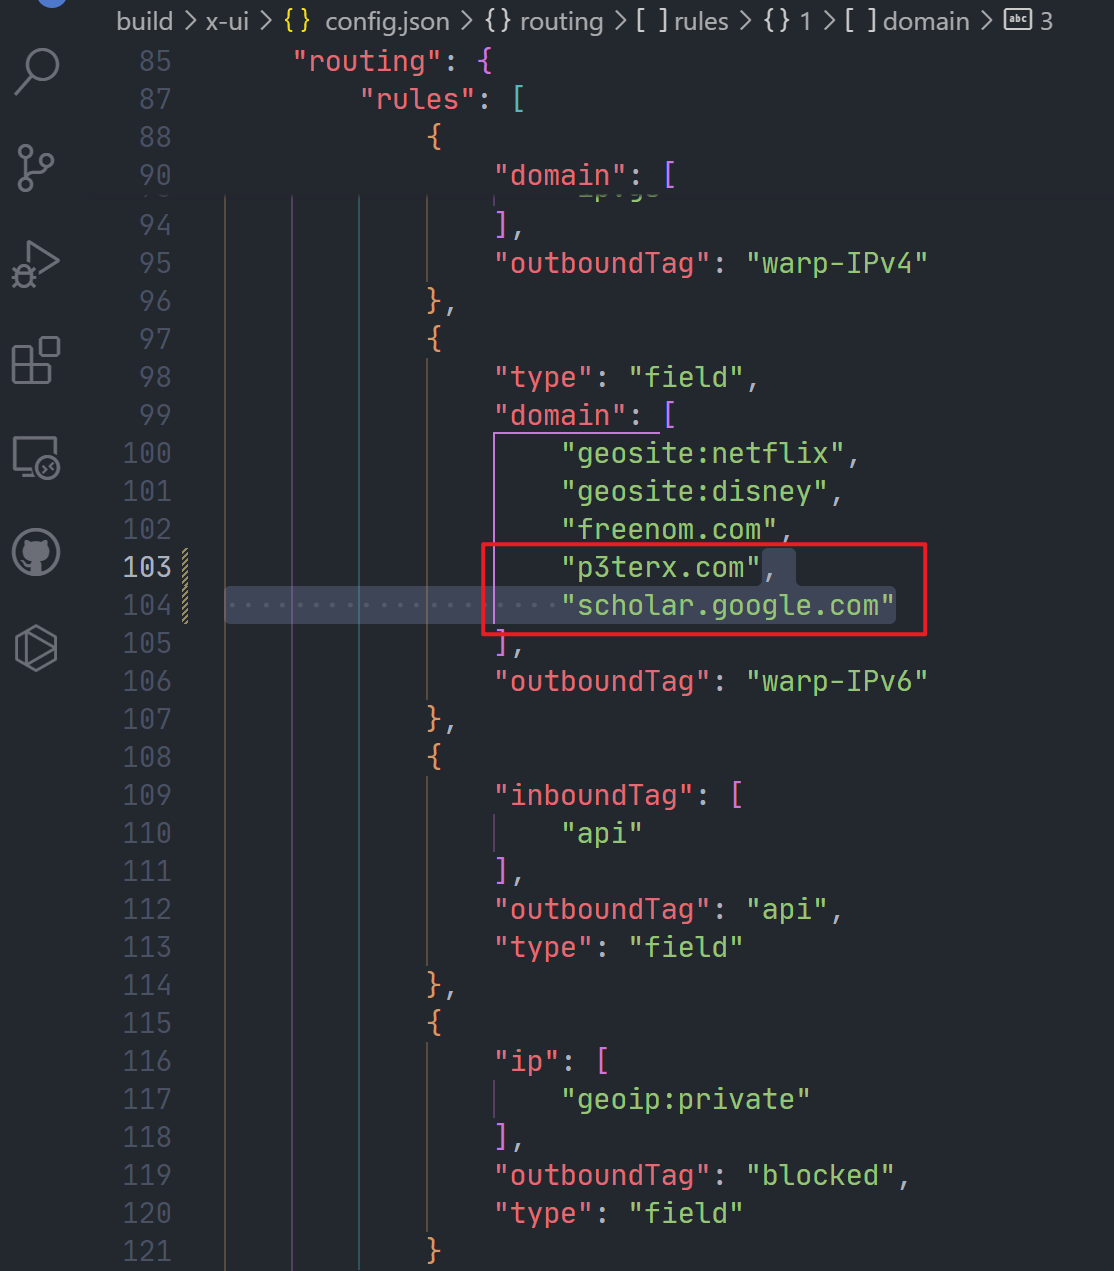 build > x-ui > {} config.json > {} routing > [ ] rules > {} 1 > [ ] domain > abc 3
85 "routing": {
87 "rules": [
88 {
90 "domain": [
94 ],
95 "outboundTag": "warp-IPv4"
96 },
97 {
98 "type": "field",
99 "domain": [
100 "geosite:netflix",
101 "geosite:disney",
102 "freenom.com",
103 "p3terx.com",
104 "scholar.google.com"
105 ],
106 "outboundTag": "warp-IPv6"
107 },
108 {
109 "inboundTag": [
110 "api"
111 ],
112 "outboundTag": "api",
113 "type": "field"
114 },
115 {
116 "ip": [
117 "geoip:private"
118 ],
119 "outboundTag": "blocked",
120 "type": "field"
121 }